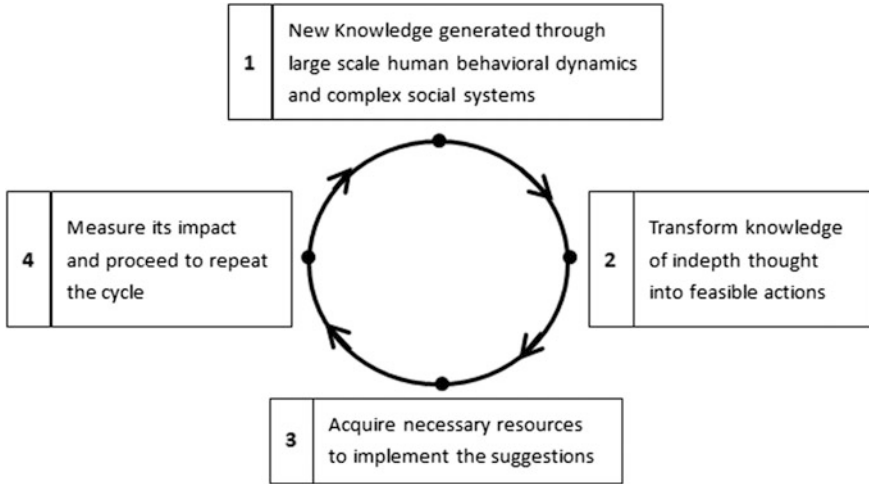 1
New Knowledge generated through
large scale human behavioral dynamics
and complex social systems
2
Transform knowledge
of indepth thought
into feasible actions
3
Acquire necessary resources
to implement the suggestions
4
Measure its impact
and proceed to repeat
the cycle